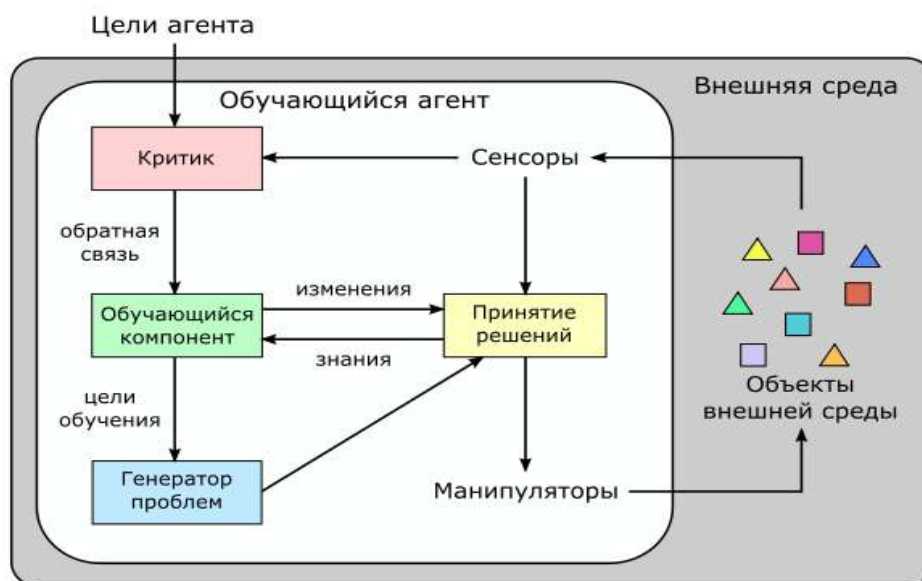 Цели агента
Внешняя среда
Обучающийся агент
Критик
Сенсоры
обратная
связь
изменения
Обучающийся
компонент
Принятие
решений
знания
цели
обучения
Объекты
внешней среды
Генератор
проблем
Манипуляторы